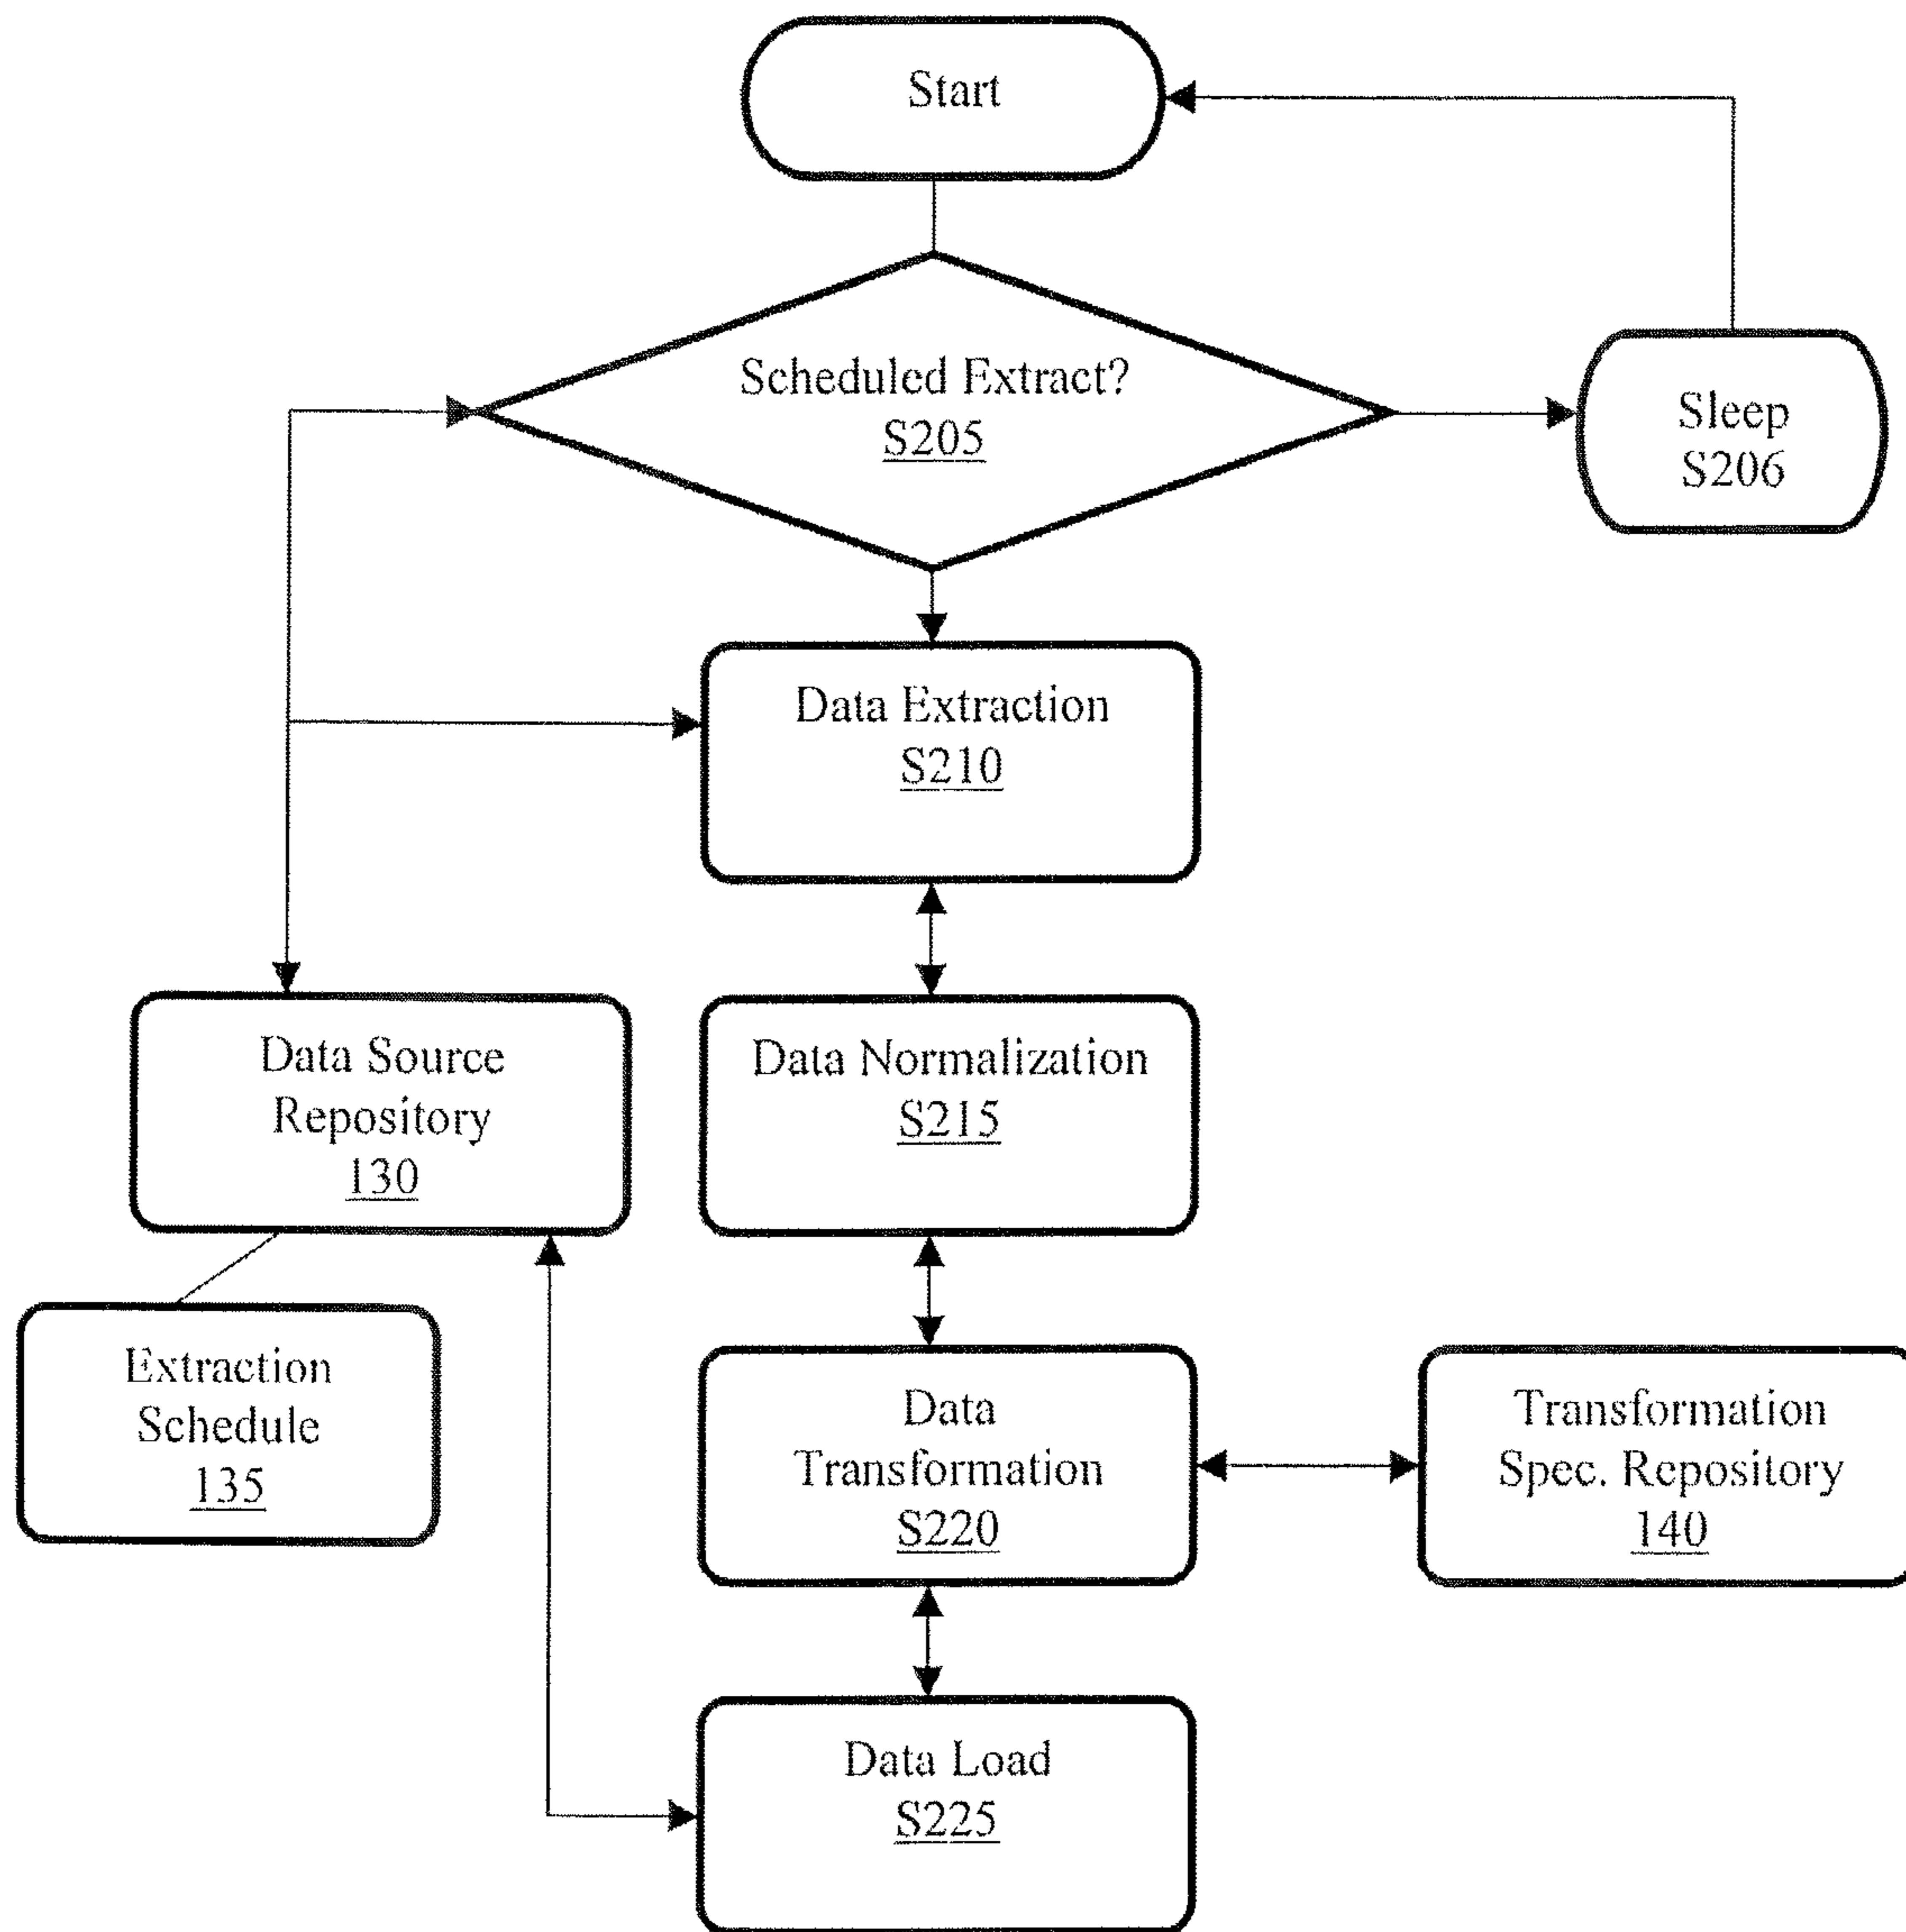 Start
Scheduled Extract?
S205
Sleep
S206
Data Extraction
S210
Data Source
Repository
130
Data Normalization
S215
Extraction
Schedule
135
Data
Transformation
S220
Transformation
Spec. Repository
140
Data Load
S225